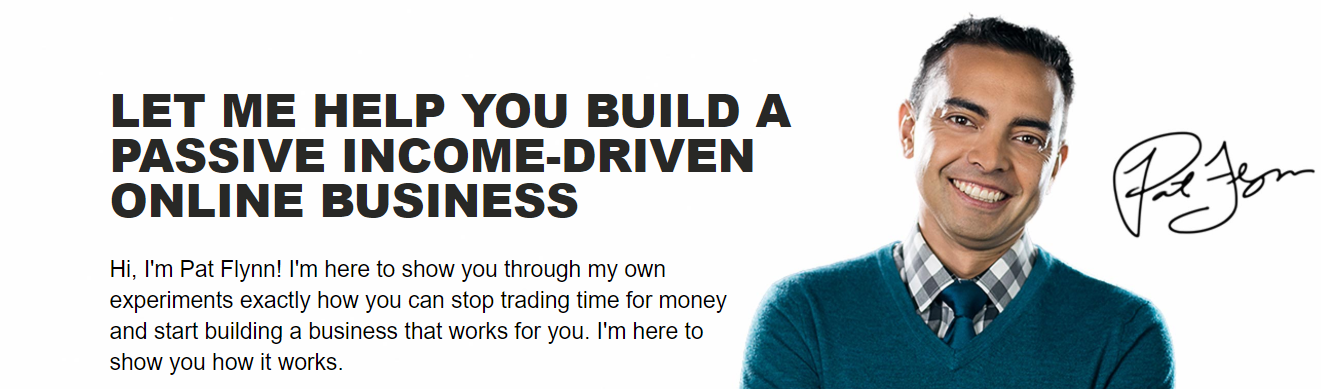 LET ME HELP YOU BUILD A
PASSIVE INCOME-DRIVEN
ONLINE BUSINESS
Hi, I'm Pat Flynn! I'm here to show you through my own
experiments exactly how you can stop trading time for money
and start building a business that works for you. I'm here to
show you how it works.
Pat Flynn